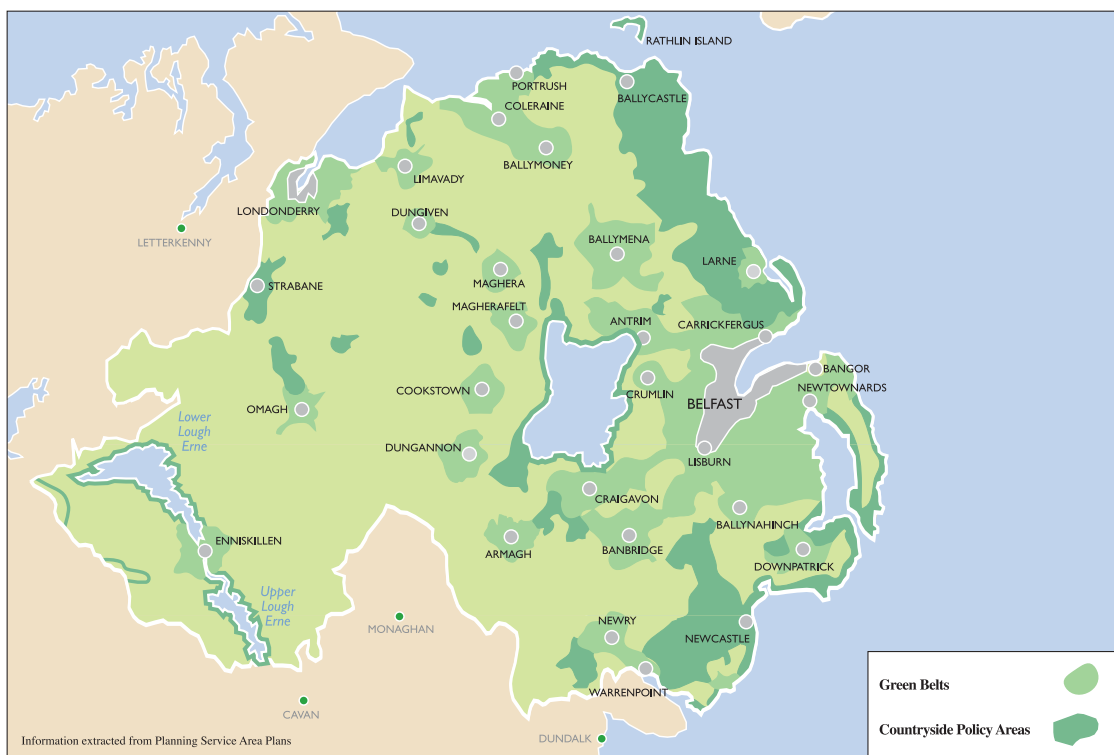 RATHLIN ISLAND
PORTRUSH
BALLYCASTLE
COLERAINE
BALLYMONEY
LIMAVADY
LONDONDERRY
DUNGIVEN
LETTERKENNY
BALLYMENA
LARNE
STRABANE
MAGHERA
MAGHERAFELT
ANTRIM
CARRICKFERGUS
BANGOR
COOKSTOWN
CRUMLIN
NEWTOWNARDS
BELFAST
OMAGH
Lower
Lough
Erne
DUNGANNON
LISBURN
CRAIGAVON
BALLYNAHINCH
ENNISKILLEN
ARMAGH
BANBRIDGE
DOWNPATRICK
Upper
Lough
Erne
MONAGHAN
NEWRY
NEWCASTLE
WARRENPOINT
CAVAN
DUNDALK
Green Belts
Countryside Policy Areas
Information extracted from Planning Service Area Plans